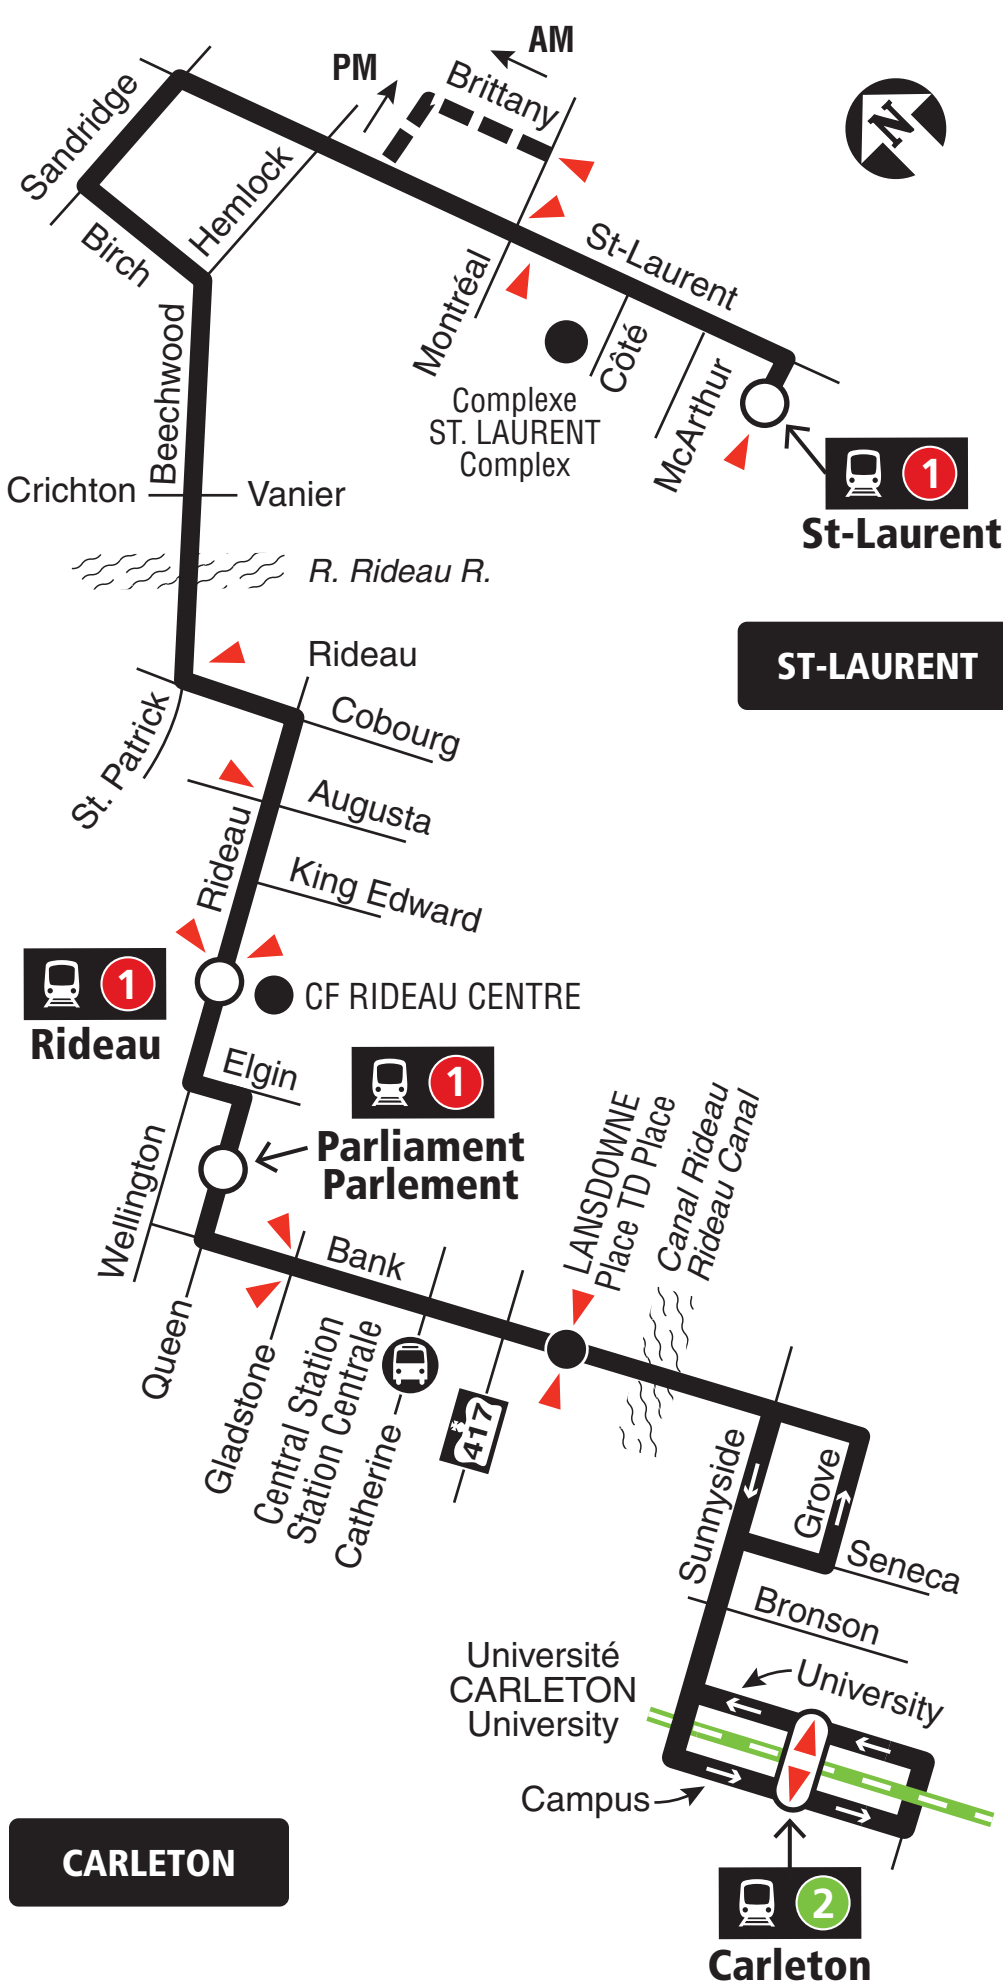 AM
PM
Brittany
N
Sandridge
Hemlock
Birch
St-Laurent
Montréal
Beechwood
Côté
McArthur
Complexe
ST. LAURENT
Complex
1
St-Laurent
Crichton
Vanier
R. Rideau R.
ST-LAURENT
Rideau
Cobourg
St. Patrick
Augusta
Rideau
King Edward
1
Rideau
CF RIDEAU CENTRE
Elgin
1
Parliament
Parlement
LANSDOWNE
Place TD Place
Canal Rideau
Rideau Canal
Wellington
Bank
Queen
Gladstone
Central Station
Station Centrale
Catherine
417
Sunnyside
Grove
Seneca
Bronson
Université
CARLETON
University
University
Campus
CARLETON
2
Carleton